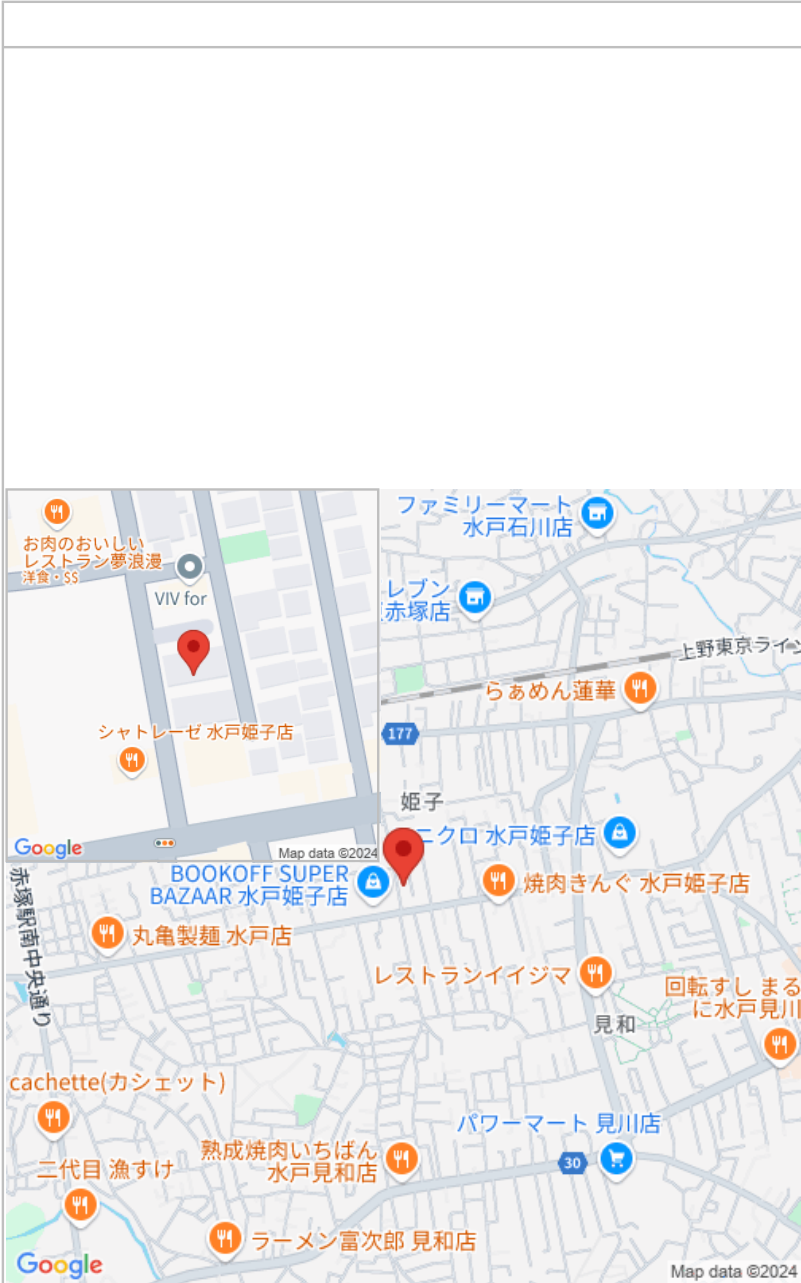 お肉のおいしい
レストラン夢浪漫
洋食・$$
VIV for
シャトレーゼ 水戸姫子店
Google
Map data ©2024
ファミリーマート
水戸石川店
レブン
赤塚店
上野東京ライン
らぁめん蓮華
177
姫子
ニクロ 水戸姫子店
BOOKOFF SUPER
BAZAAR 水戸姫子店
焼肉きんぐ 水戸姫子店
赤塚駅南中央通り
丸亀製麺 水戸店
レストランイイジマ
回転すし まる
に水戸見川
見和
cachette(カシェット)
パワーマート 見川店
熟成焼肉いちばん
水戸見和店
30
二代目 漁すけ
ラーメン富次郎 見和店
Google
Map data ©2024